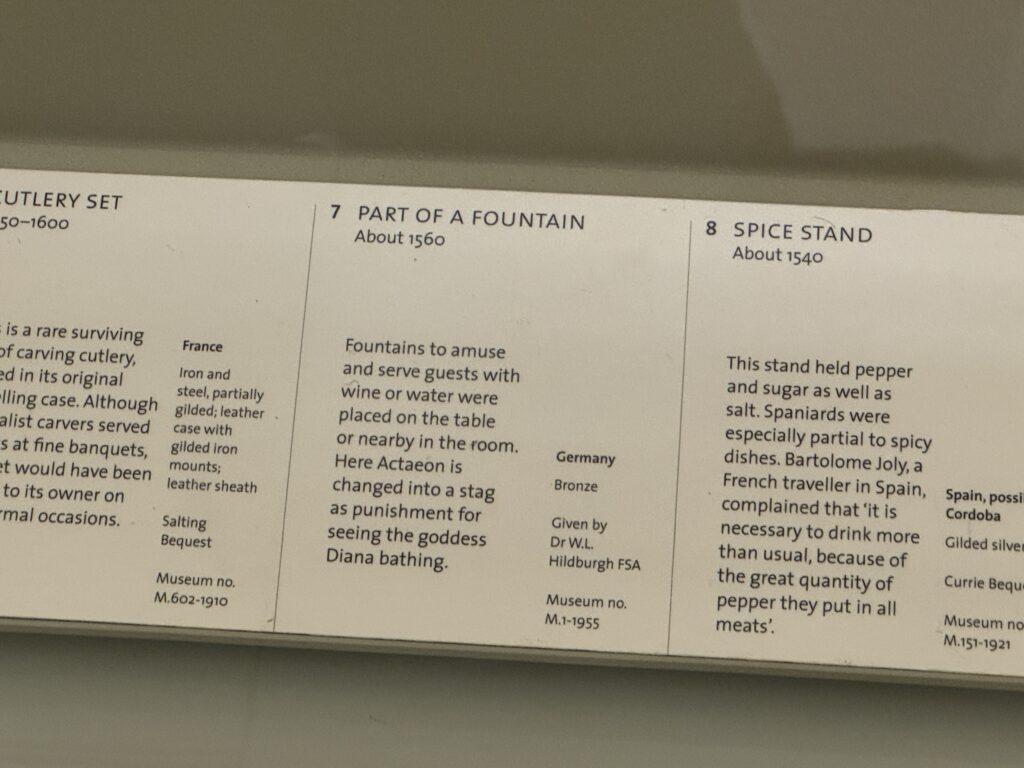 CUTLERY SET
50–1600
is a rare surviving
of carving cutlery,
ed in its original
lling case. Although
alist carvers served
s at fine banquets,
et would have been
to its owner on
rmal occasions.
France
Iron and
steel, partially
gilded; leather
case with
gilded iron
mounts;
leather sheath
Salting
Bequest
Museum no.
M.602-1910
7 PART OF A FOUNTAIN
About 1560
Fountains to amuse
and serve guests with
wine or water were
placed on the table
or nearby in the room.
Here Actaeon is
changed into a stag
as punishment for
seeing the goddess
Diana bathing.
Germany
Bronze
Given by
Dr W.L.
Hildburgh FSA
Museum no.
M.1-1955
8 SPICE STAND
About 1540
This stand held pepper
and sugar as well as
salt. Spaniards were
especially partial to spicy
dishes. Bartolome Joly, a
French traveller in Spain,
complained that ‘it is
necessary to drink more
than usual, because of
the great quantity of
pepper they put in all
meats’.
Spain, possi
Cordoba
Gilded silver
Currie Beque
Museum no
M.151-1921